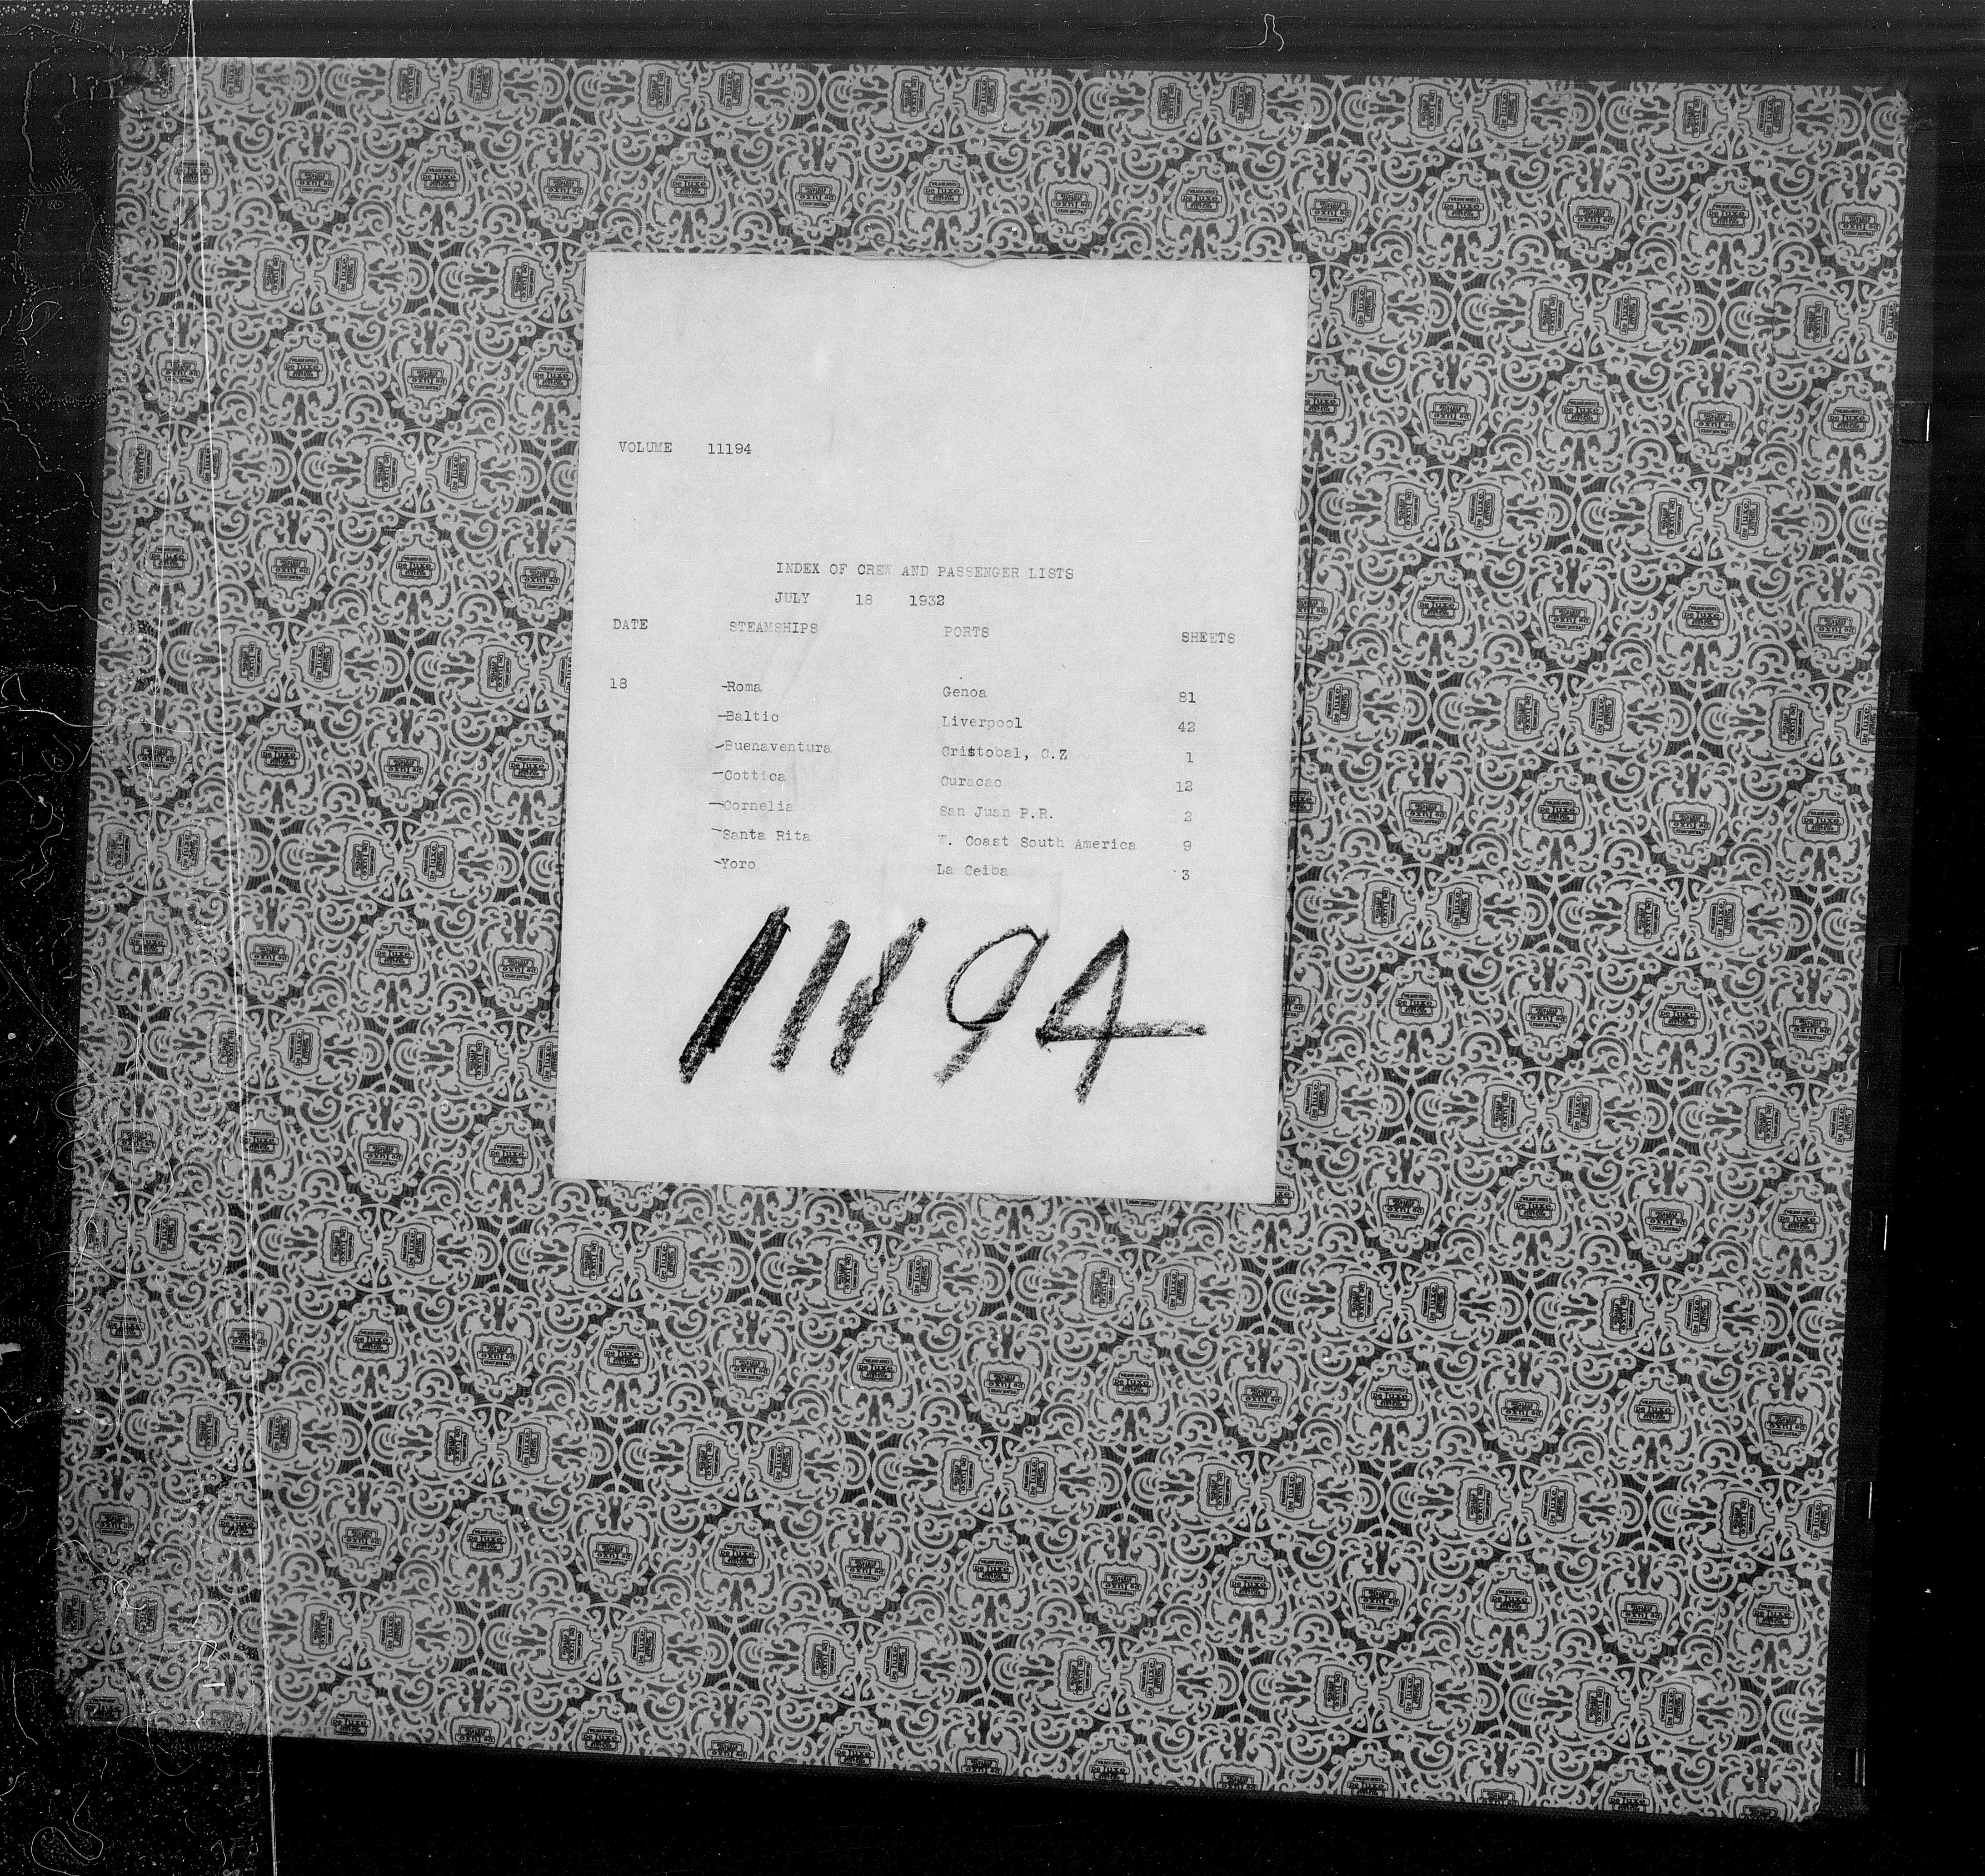 VOLUME 11194
INDEX OF CREW AND PASSENGER LISTS
JULY 18 1932
DATE STEAMSHIPS PORTS SHEETS
18 -Roma Genoa 81
-Baltic Liverpool 42
-Buenaventura Cristobal, C.Z 1
-Cottica Curacao 12
-Cornelia San Juan P.R. 2
-Santa Rita W. Coast South America 9
-Yoro La Ceiba 3
11194
De luxe